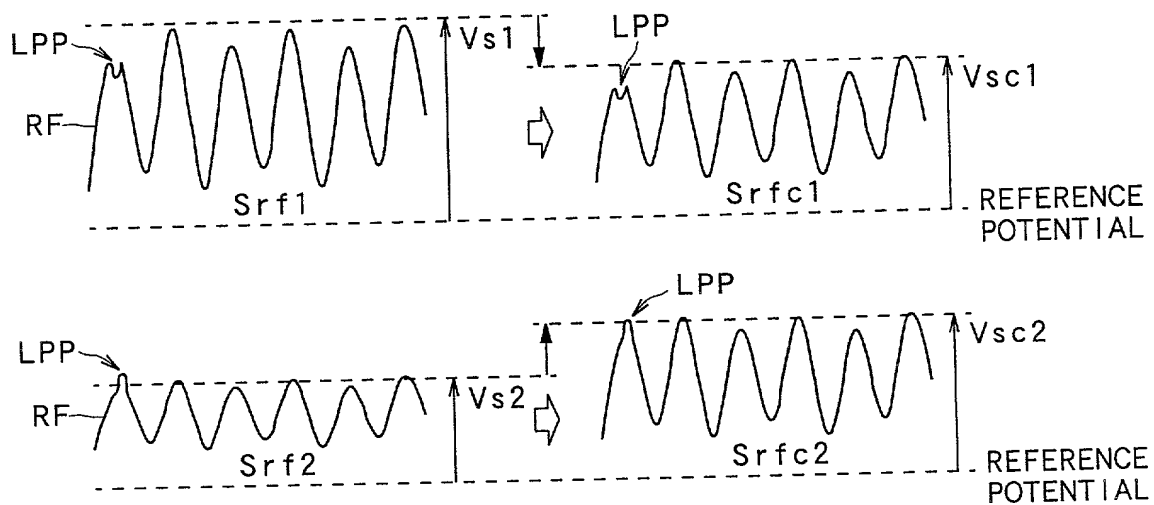 LPP
Vs1
LPP
Vsc1
RF
Srf1
Srfc1
REFERENCE
POTENTIAL
LPP
LPP
Vsc2
RF
Vs2
Srf2
Srfc2
REFERENCE
POTENTIAL